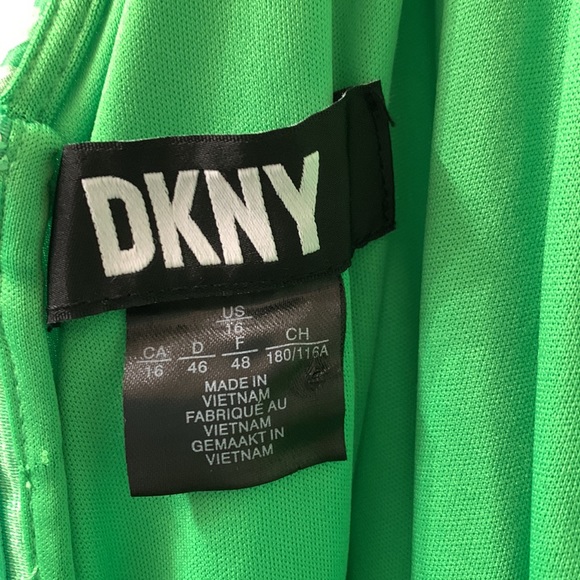 DKNY
US
16
CA D F CH
16 46 48 180/116A
MADE IN
VIETNAM
FABRIQUÉ AU
VIETNAM
GEMAAKT IN
VIETNAM